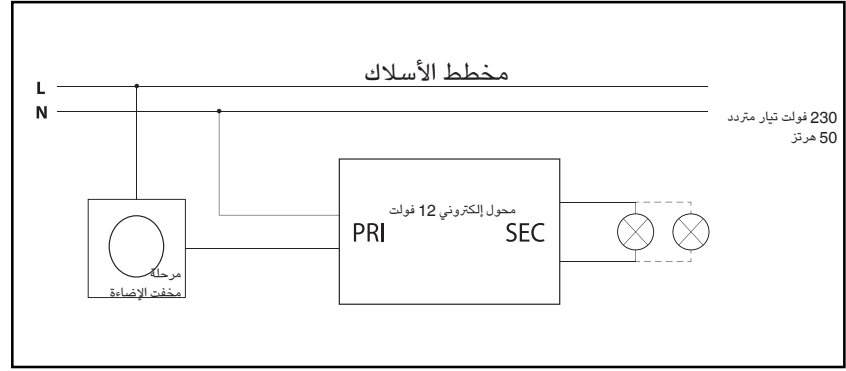 مخطط الأسلاك
L
N
230 فولت تيار متردد
50 هرتز
محول إلكتروني 12 فولت
PRI
SEC
مرحلة
مخفت الإضاءة